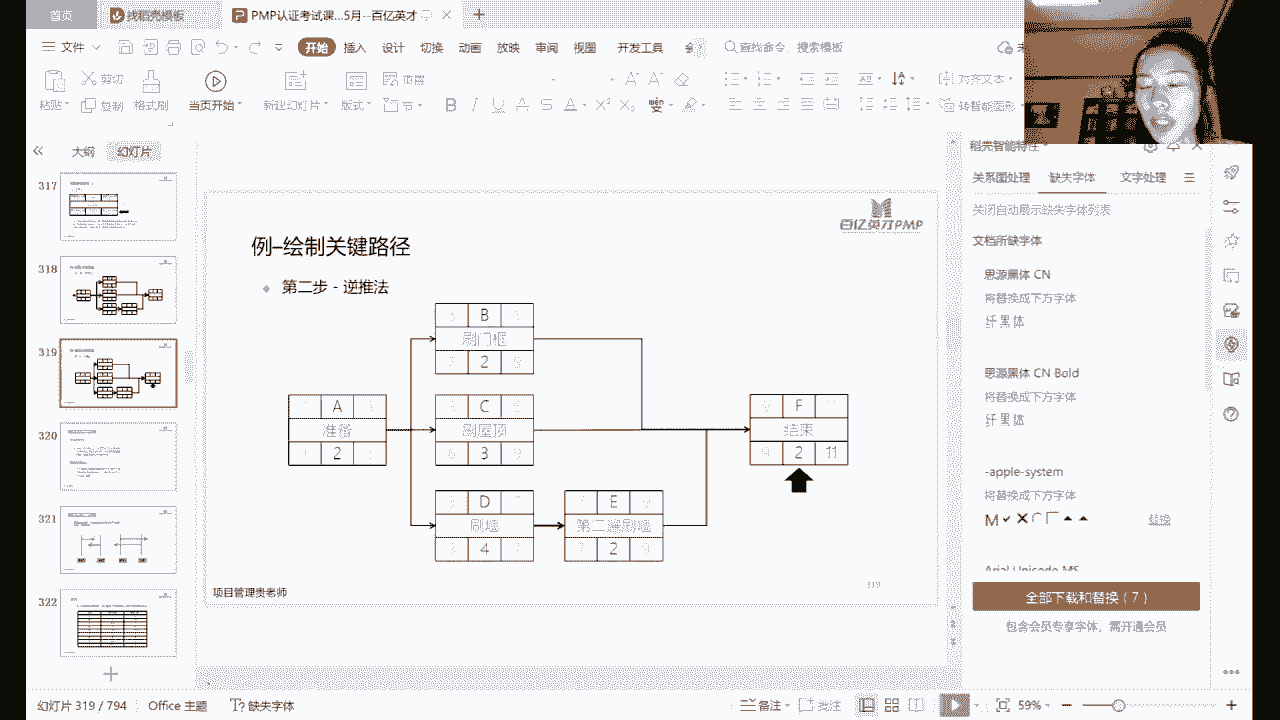 首页
找稻壳模板
PMP认证考试课...5月--百亿英才
文件
开始 插入 设计 切换 动画 放映 审阅 视图 开发工具
查找命令、搜索模板
粘贴 剪切 复制 格式刷
当页开始
新建幻灯片
版式
重置
节
对齐文本
转智能图形
大纲
幻灯片
317
318
319
320
321
322
百亿英才PMP
例-绘制关键路径
第二步 - 逆推法
B
刷门框
2
A
准备
2
C
刷屋顶
3
D
刷墙
4
E
第二遍刷墙
2
F
结束
2 11
项目管理贵老师
319
稻壳智能特性
关系图处理 缺失字体 文字处理
关闭自动展示缺失字体列表
文档所缺字体
思源黑体 CN
将替换成下方字体
纤黑体
思源黑体 CN Bold
将替换成下方字体
纤黑体
-apple-system
将替换成下方字体
替换
Arial Unicode MS
全部下载和替换（7）
包含会员专享字体，需开通会员
幻灯片 319 / 794
Office 主题
缺失字体
备注
批注
59%